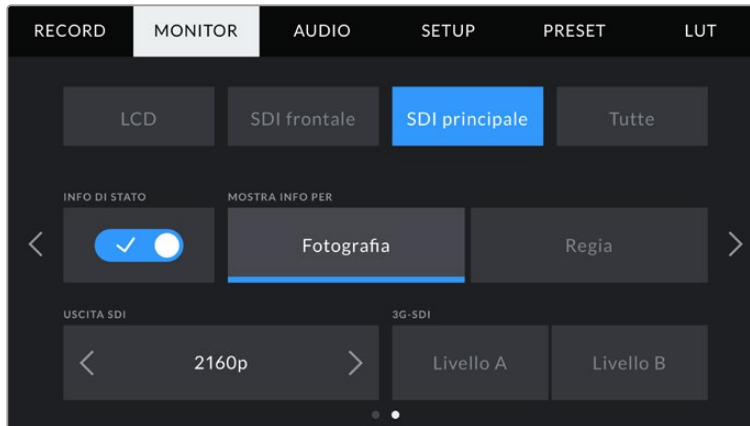 RECORD MONITOR AUDIO SETUP PRESET LUT
LCD SDI frontale SDI principale Tutte
INFO DI STATO MOSTRA INFO PER
Fotografia Regia
USCITA SDI 3G-SDI
2160p Livello A Livello B